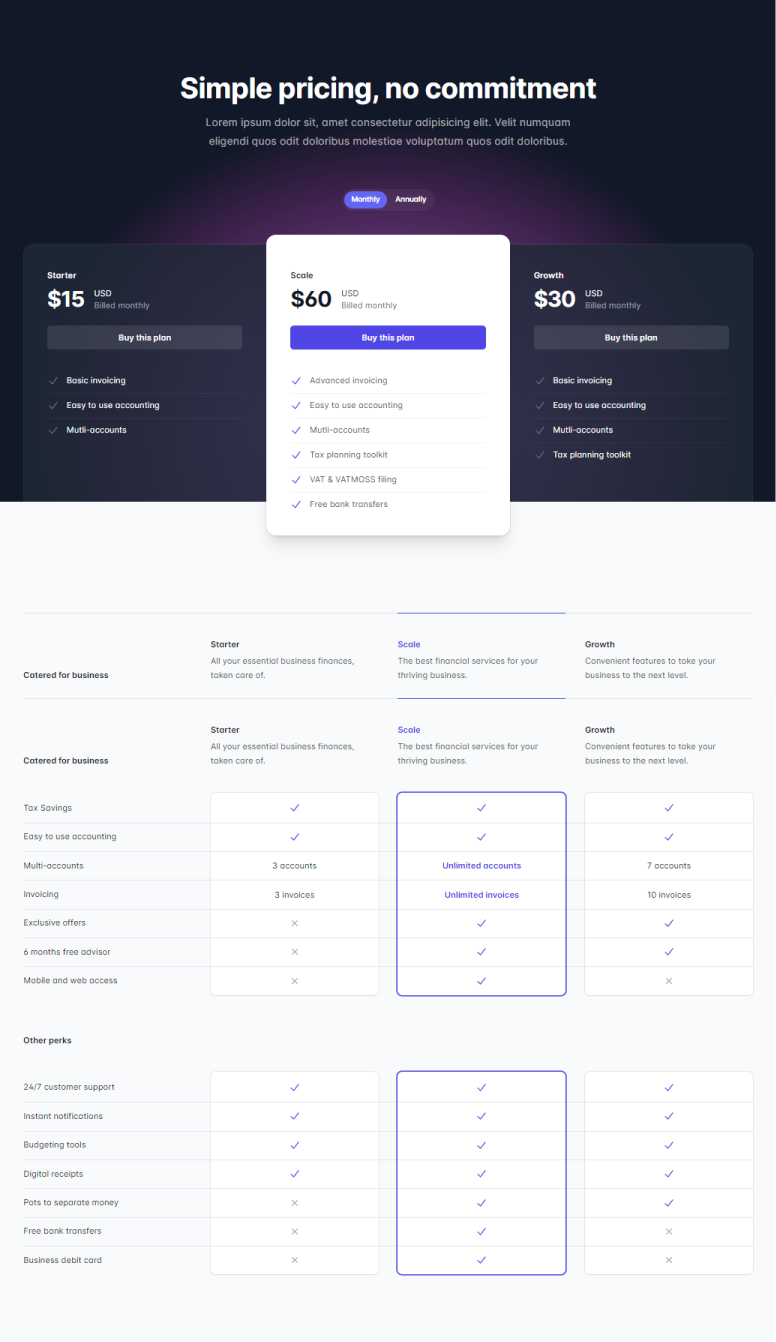 Simple pricing, no commitment
Lorem ipsum dolor sit, amet consectetur adipisicing elit. Velit numquam
eligendi quos odit doloribus molestiae voluptatum quos odit doloribus.
Monthly Annually
Starter
$15 USD
Billed monthly
Buy this plan
Basic invoicing
Easy to use accounting
Mutli-accounts
Scale
$60 USD
Billed monthly
Buy this plan
Advanced invoicing
Easy to use accounting
Mutli-accounts
Tax planning toolkit
VAT & VATMOSS filing
Free bank transfers
Growth
$30 USD
Billed monthly
Buy this plan
Basic invoicing
Easy to use accounting
Mutli-accounts
Tax planning toolkit
Catered for business
Starter
All your essential business finances,
taken care of.
Scale
The best financial services for your
thriving business.
Growth
Convenient features to take your
business to the next level.
Catered for business
Starter
All your essential business finances,
taken care of.
Scale
The best financial services for your
thriving business.
Growth
Convenient features to take your
business to the next level.
Tax Savings
Easy to use accounting
Multi-accounts 3 accounts Unlimited accounts 7 accounts
Invoicing 3 invoices Unlimited invoices 10 invoices
Exclusive offers
6 months free advisor
Mobile and web access
Other perks
24/7 customer support
Instant notifications
Budgeting tools
Digital receipts
Pots to separate money
Free bank transfers
Business debit card